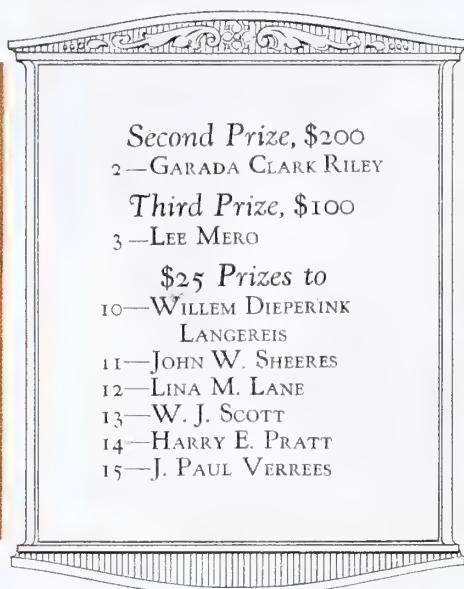 Second Prize, $200
2—GARADA CLARK RILEY
Third Prize, $100
3—LEE MERO
$25 Prizes to
10—WILLEM DIEPERINK
LANGEREIS
11—JOHN W. SHEERES
12—LINA M. LANE
13—W. J. SCOTT
14—HARRY E. PRATT
15—J. PAUL VERREES